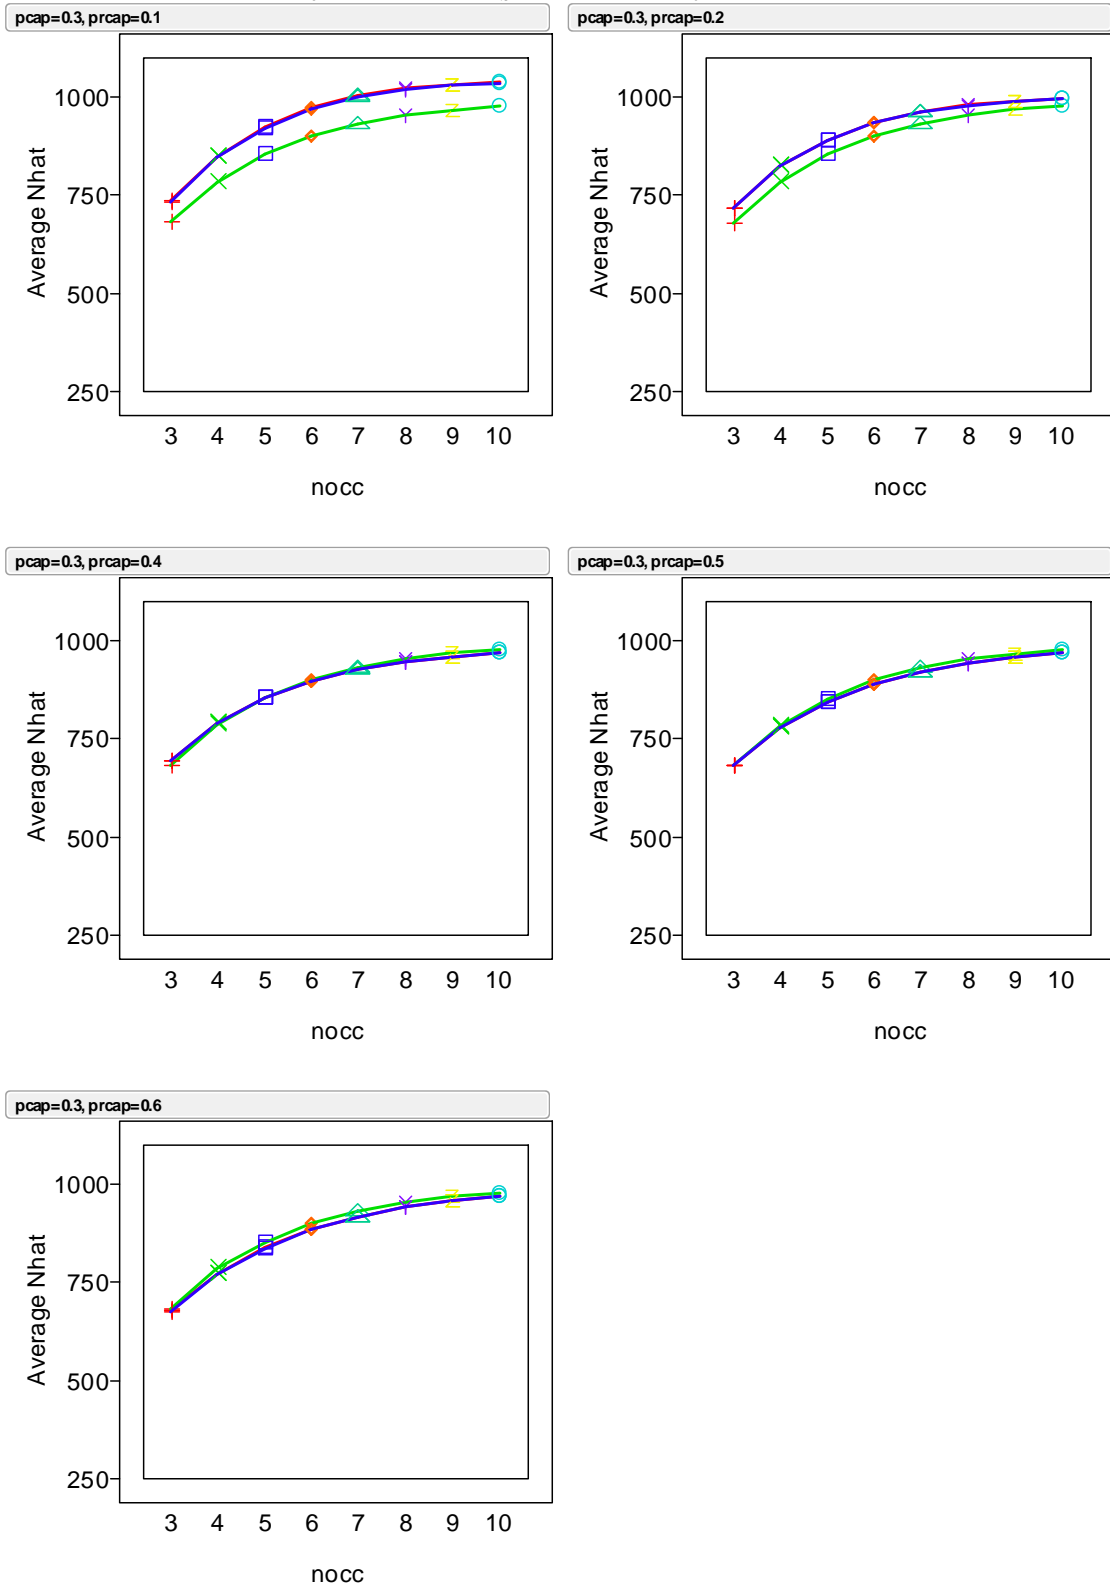 pcap=0.3, prcap=0.1
1000
750
500
250
Average Nhat
3 4 5 6 7 8 9 10
nocc
pcap=0.3, prcap=0.2
1000
750
500
250
Average Nhat
3 4 5 6 7 8 9 10
nocc
pcap=0.3, prcap=0.4
1000
750
500
250
Average Nhat
3 4 5 6 7 8 9 10
nocc
pcap=0.3, prcap=0.5
1000
750
500
250
Average Nhat
3 4 5 6 7 8 9 10
nocc
pcap=0.3, prcap=0.6
1000
750
500
250
Average Nhat
3 4 5 6 7 8 9 10
nocc